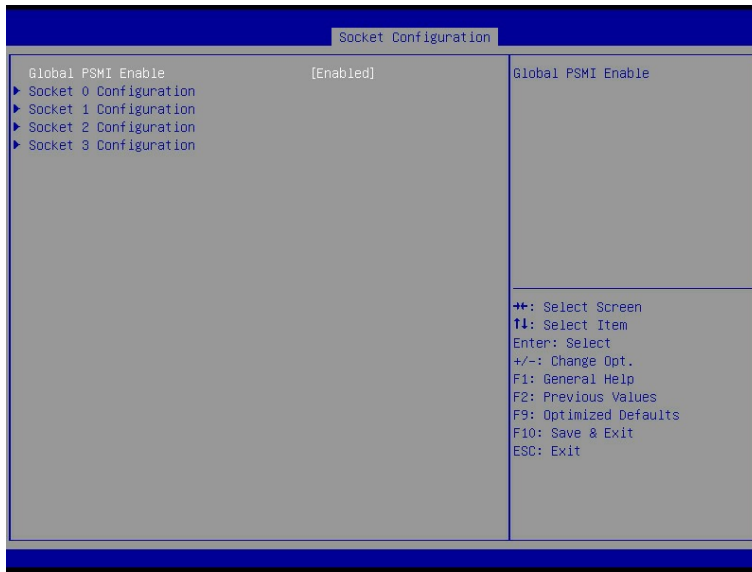 Socket Configuration
Global PSMI Enable [Enabled]
Socket 0 Configuration
Socket 1 Configuration
Socket 2 Configuration
Socket 3 Configuration
Global PSMI Enable
→←: Select Screen
↑↓: Select Item
Enter: Select
+/-: Change Opt.
F1: General Help
F2: Previous Values
F9: Optimized Defaults
F10: Save & Exit
ESC: Exit